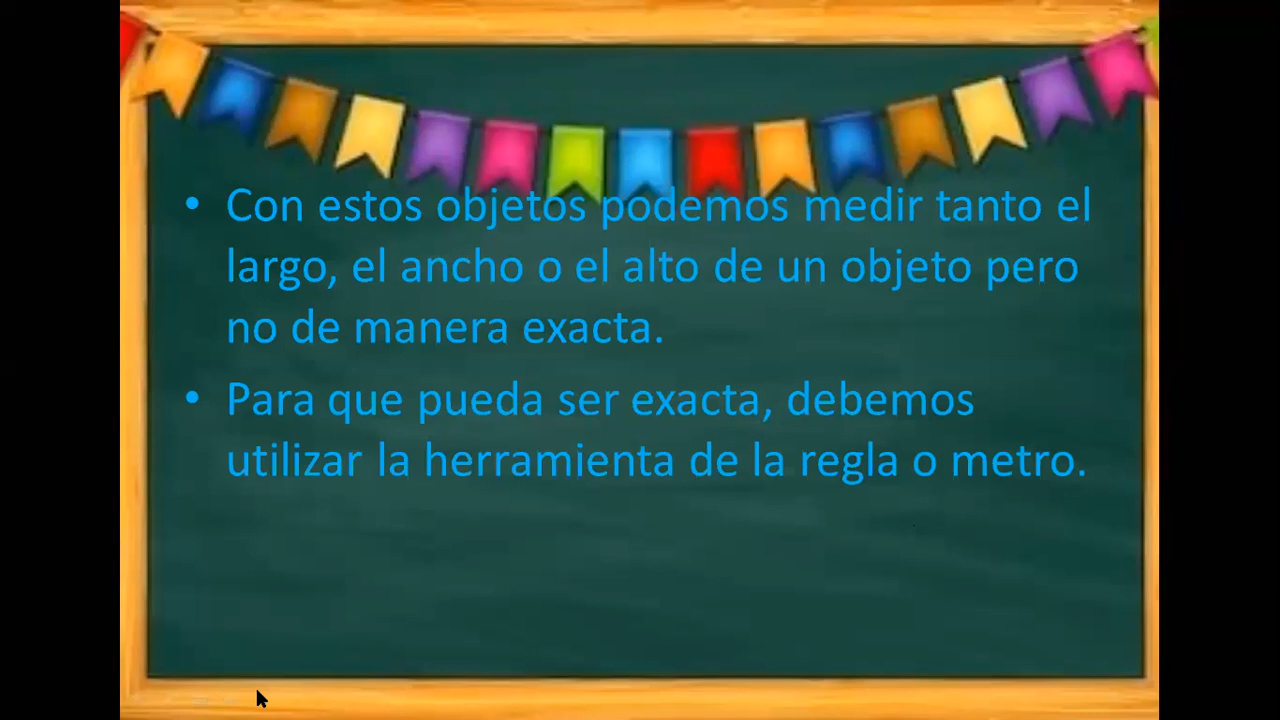 • Con estos objetos podemos medir tanto el
largo, el ancho o el alto de un objeto pero
no de manera exacta.
• Para que pueda ser exacta, debemos
utilizar la herramienta de la regla o metro.